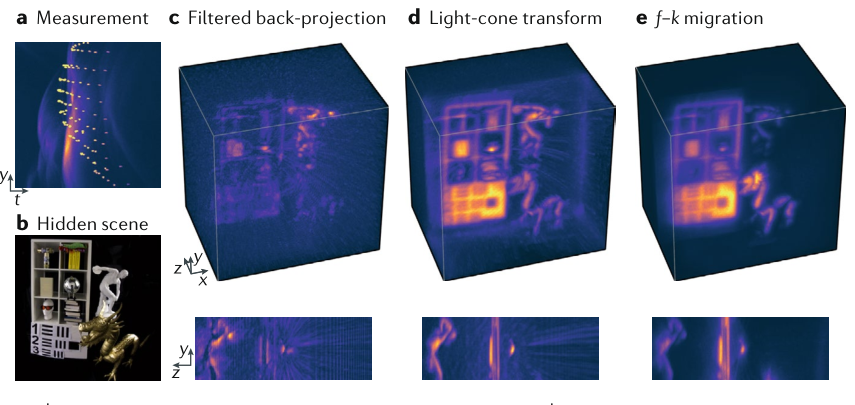 a Measurement
c Filtered back-projection
d Light-cone transform
e f–k migration
y
t
b Hidden scene
1
2
3
z
y
x
y
z